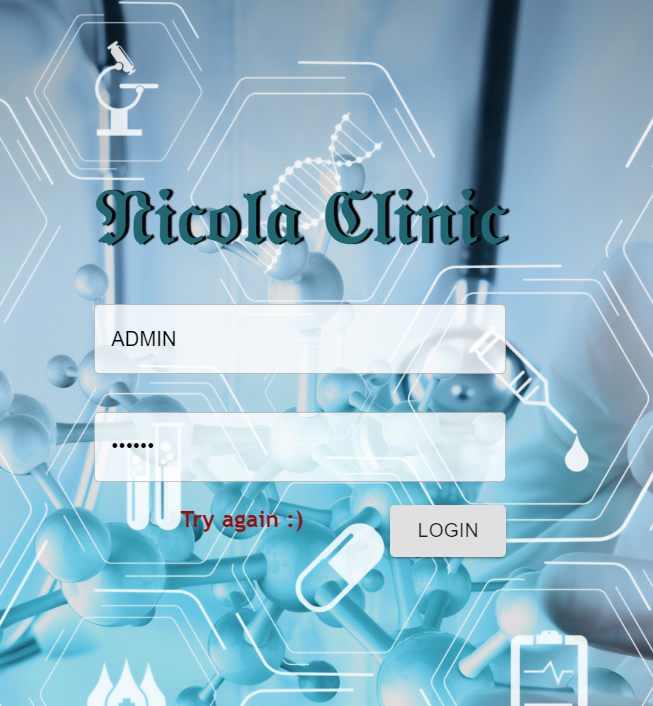 Nicola Clinic
ADMIN
••••••
Try again :)
LOGIN